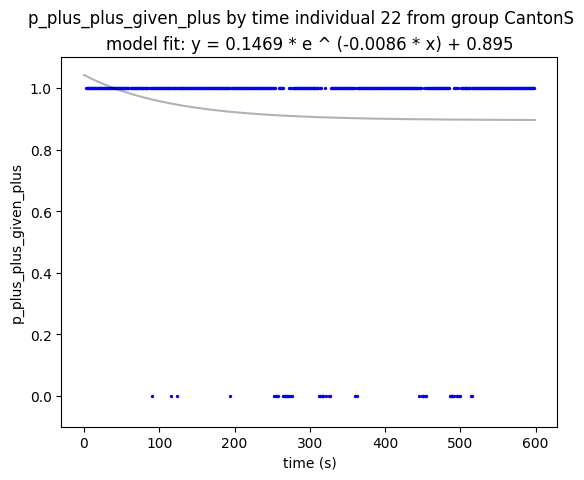 p_plus_plus_given_plus by time individual 22 from group CantonS
model fit: y = 0.1469 * e ^ (-0.0086 * x) + 0.895
1.0
0.8
0.6
0.4
0.2
0.0
p_plus_plus_given_plus
0 100 200 300 400 500 600
time (s)